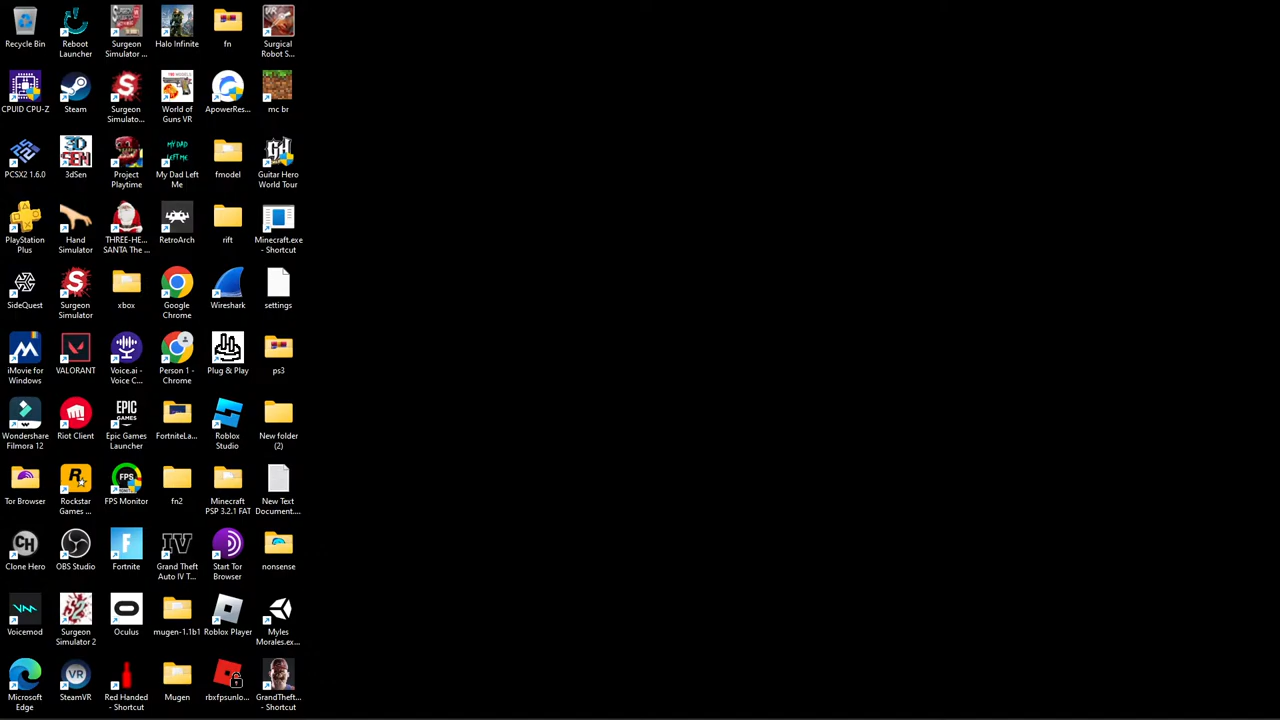 Recycle Bin
Reboot
Launcher
Surgeon
Simulator ...
Halo Infinite
fn
Surgical
Robot S...
CPUID CPU-Z
Steam
Surgeon
Simulato...
World of
Guns VR
ApowerRes...
mc br
PCSX2 1.6.0
3dSen
Project
Playtime
My Dad Left
Me
fmodel
Guitar Hero
World Tour
PlayStation
Plus
Hand
Simulator
THREE-HE...
SANTA The ...
RetroArch
rift
Minecraft.exe
- Shortcut
SideQuest
Surgeon
Simulator
xbox
Google
Chrome
Wireshark
settings
iMovie for
Windows
VALORANT
Voice.ai -
Voice C...
Person 1 -
Chrome
Plug & Play
ps3
Wondershare
Filmora 12
Riot Client
Epic Games
Launcher
FortniteLa...
Roblox
Studio
New folder
(2)
Tor Browser
Rockstar
Games ...
FPS Monitor
fn2
Minecraft
PSP 3.2.1 FAT
New Text
Document....
Clone Hero
OBS Studio
Fortnite
Grand Theft
Auto IV T...
Start Tor
Browser
nonsense
Voicemod
Surgeon
Simulator 2
Oculus
mugen-1.1b1
Roblox Player
Myles
Morales.ex...
Microsoft
Edge
SteamVR
Red Handed
- Shortcut
Mugen
rbxfpsunlo...
GrandTheft...
- Shortcut